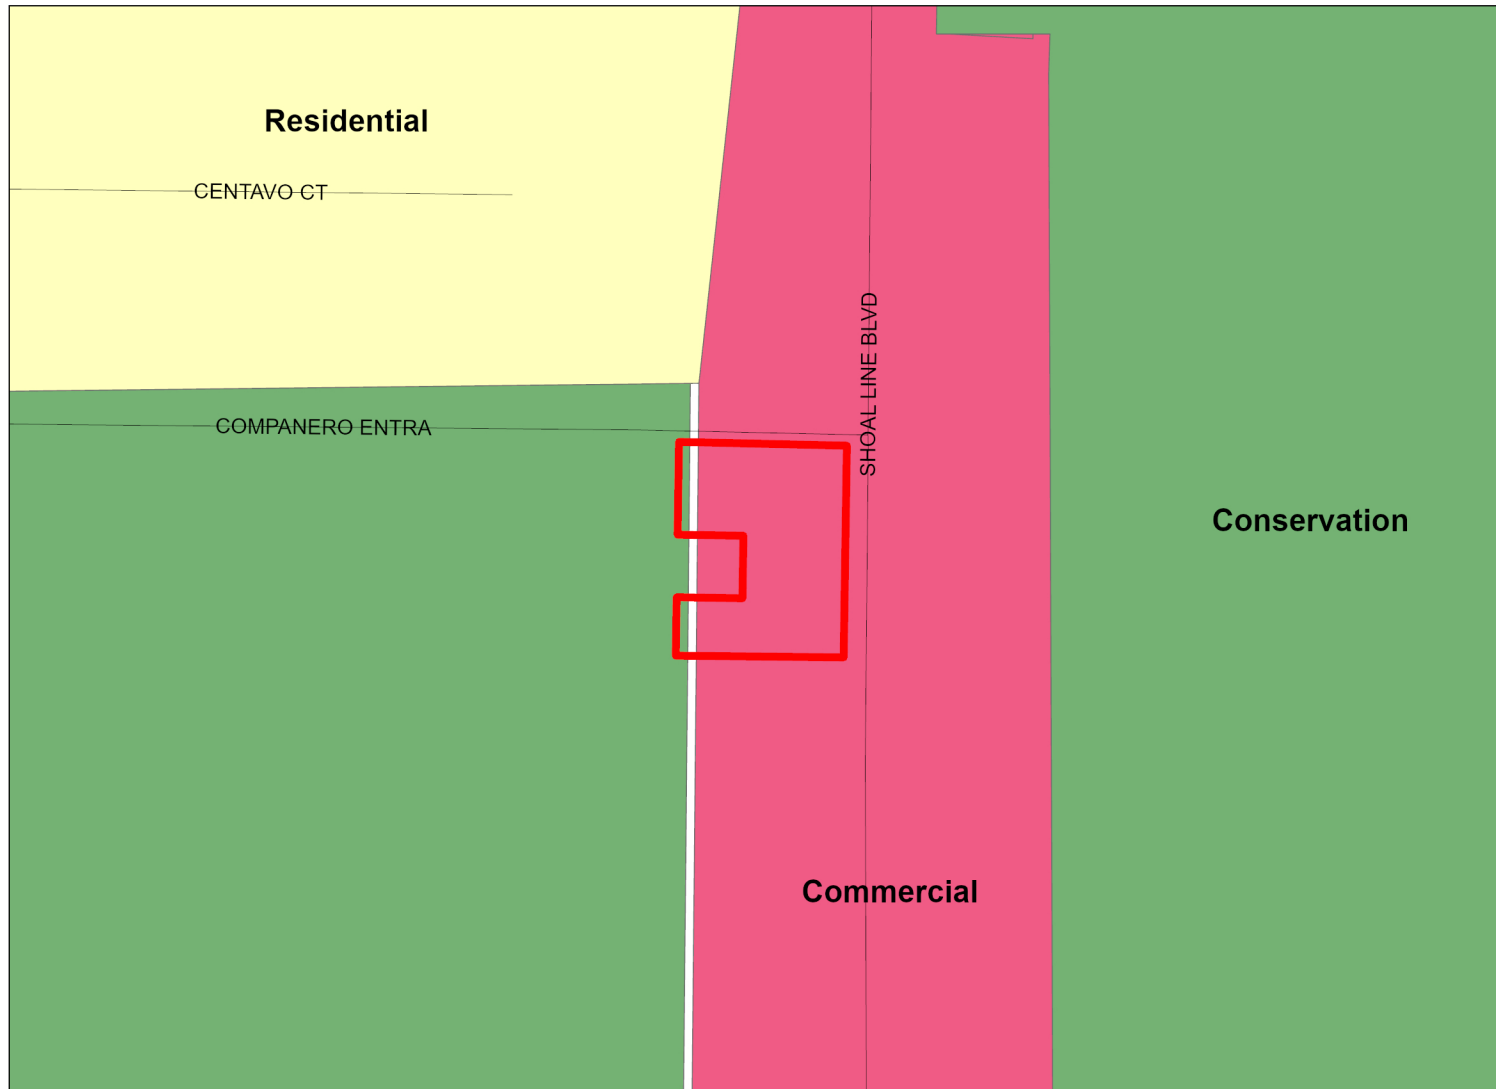 Residential
CENTAVO CT
SHOAL LINE BLVD
COMPANERO ENTRA
Conservation
Commercial